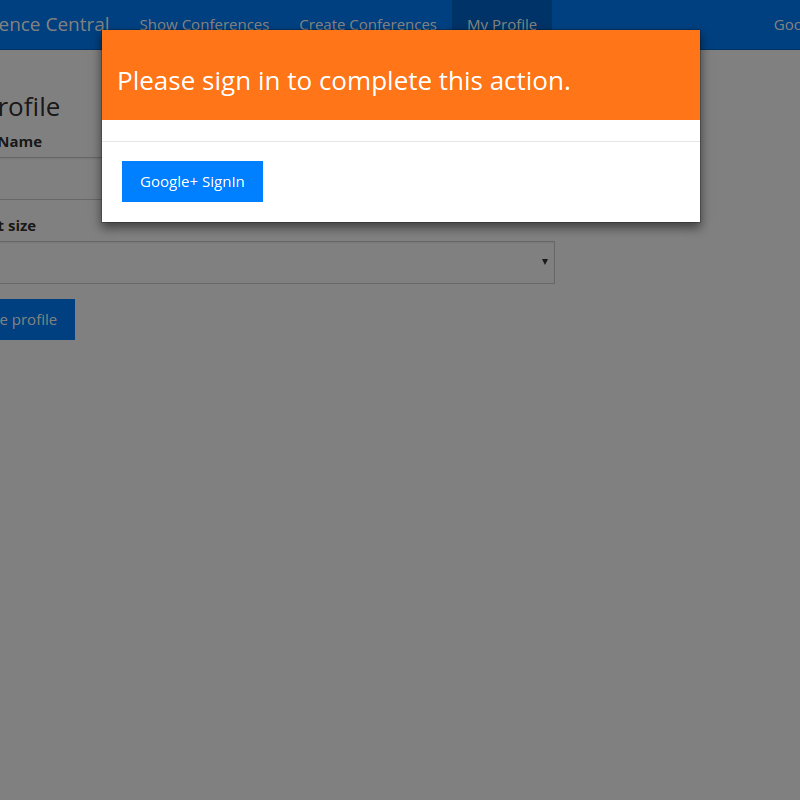 ence Central Show Conferences Create Conferences My Profile Goo
Please sign in to complete this action.
rofile
Name
Google+ SignIn
t size
e profile